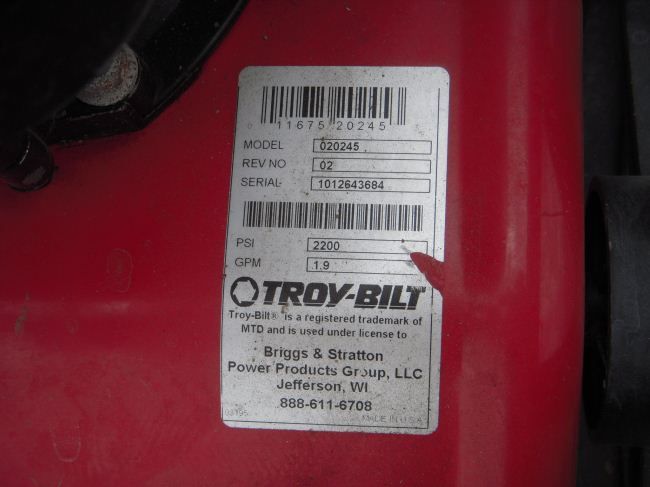 0 11675 20245
MODEL 020245
REV NO 02
SERIAL 1012643684
PSI 2200
GPM 1.9
TROY-BILT
Troy-Bilt® is a registered trademark of
MTD and is used under license to
Briggs & Stratton
Power Products Group, LLC
Jefferson, WI
888-611-6708
MADE IN U.S.A.